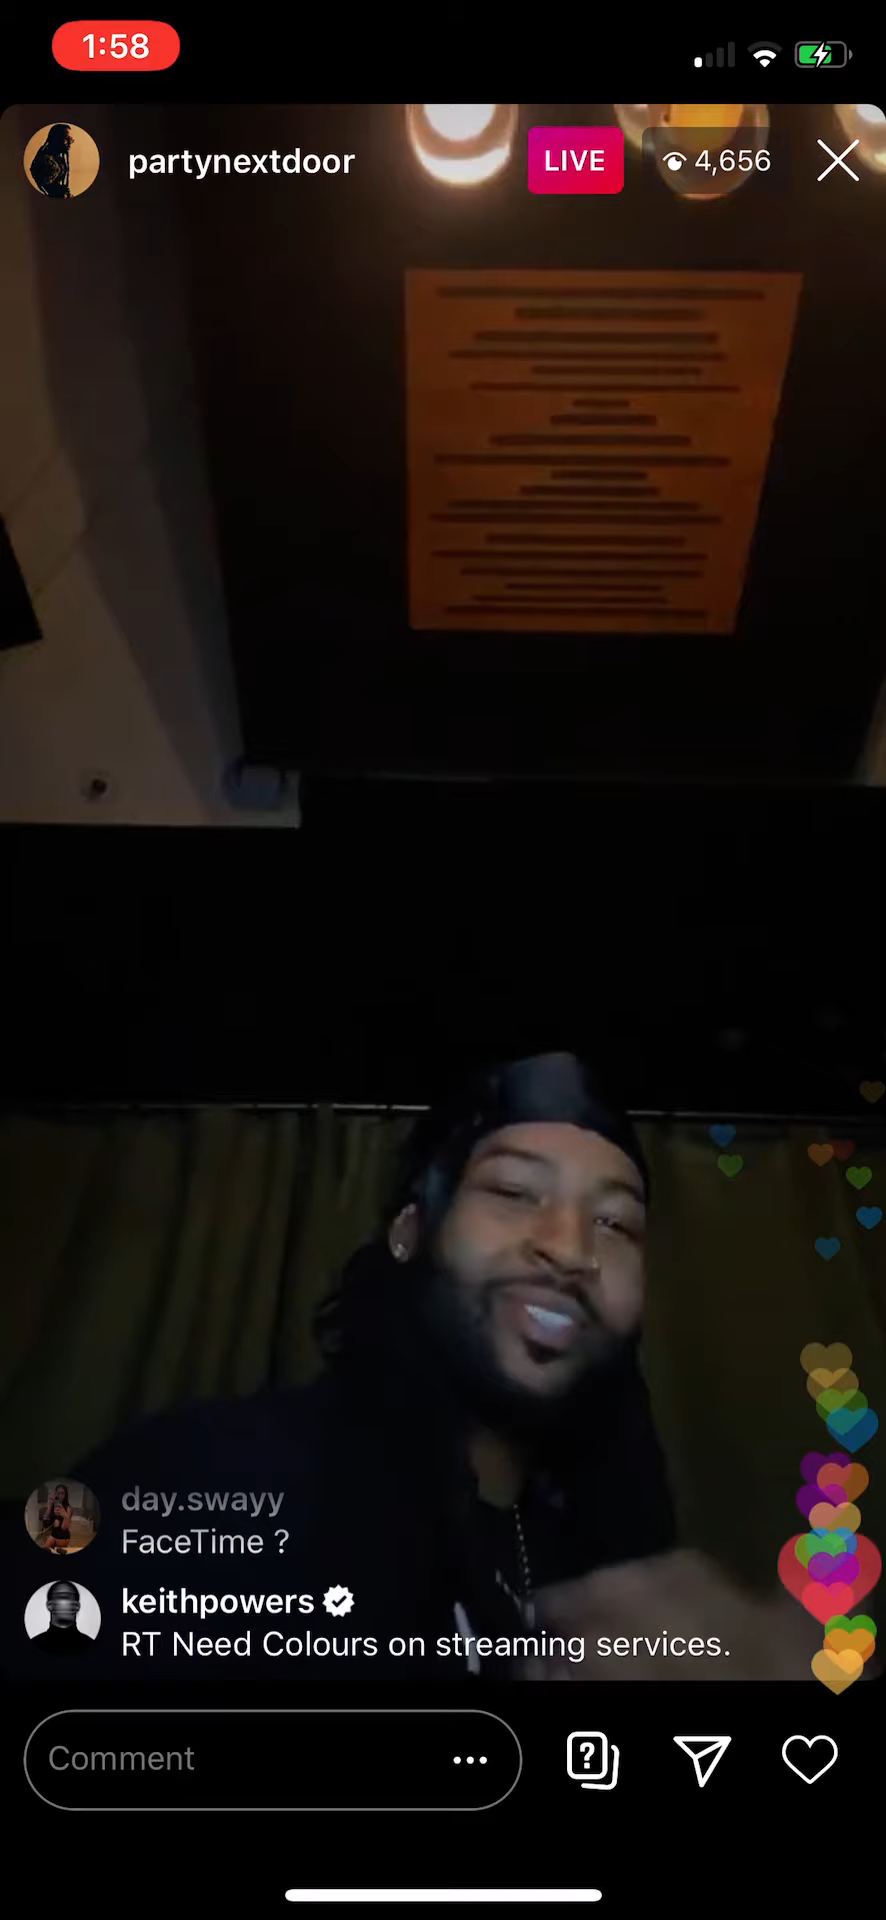 1:58
partynextdoor
LIVE
4,656
day.swayy
FaceTime ?
keithpowers
RT Need Colours on streaming services.
Comment